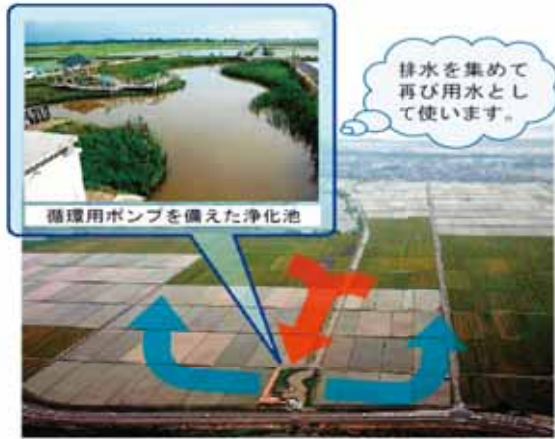 排水を集めて
再び用水とし
て使います。
循環用ポンプを備えた浄化池